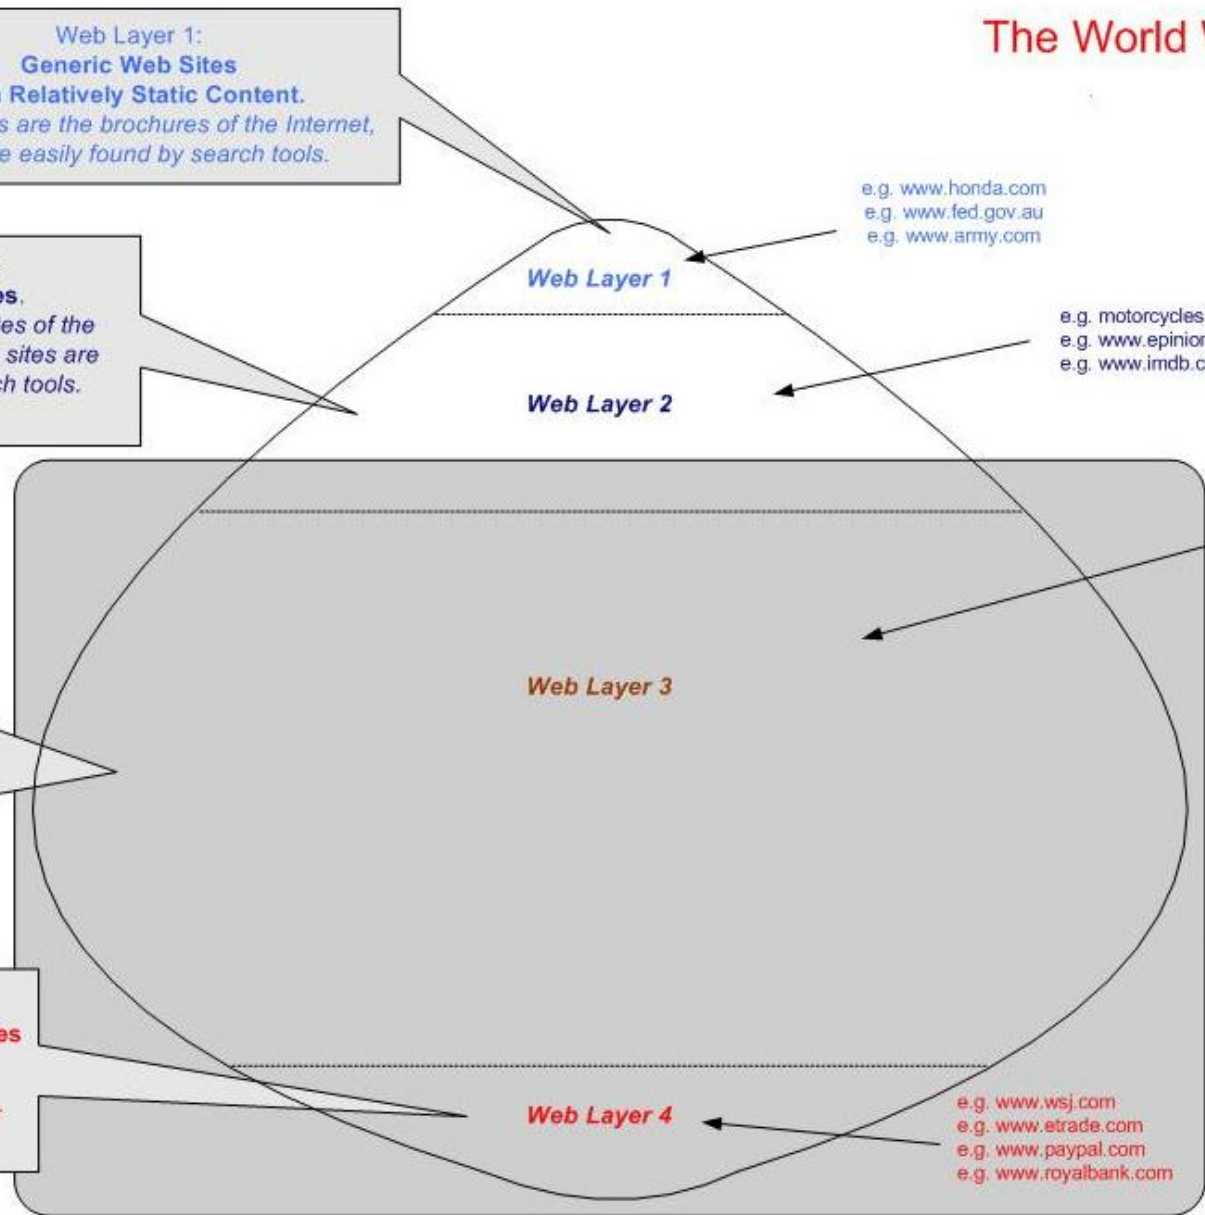 The World
Web Layer 1:
Generic Web Sites
Relatively Static Content.
s are the brochures of the Internet,
e easily found by search tools.
e.g. www.honda.com
e.g. www.fed.gov.au
e.g. www.army.com
Web Layer 1
es.
ies of the
sites are
ch tools.
e.g. motorcycles
e.g. www.epinion
e.g. www.imdb.c
Web Layer 2
Web Layer 3
es
Web Layer 4
e.g. www.wsj.com
e.g. www.etrade.com
e.g. www.paypal.com
e.g. www.royalbank.com